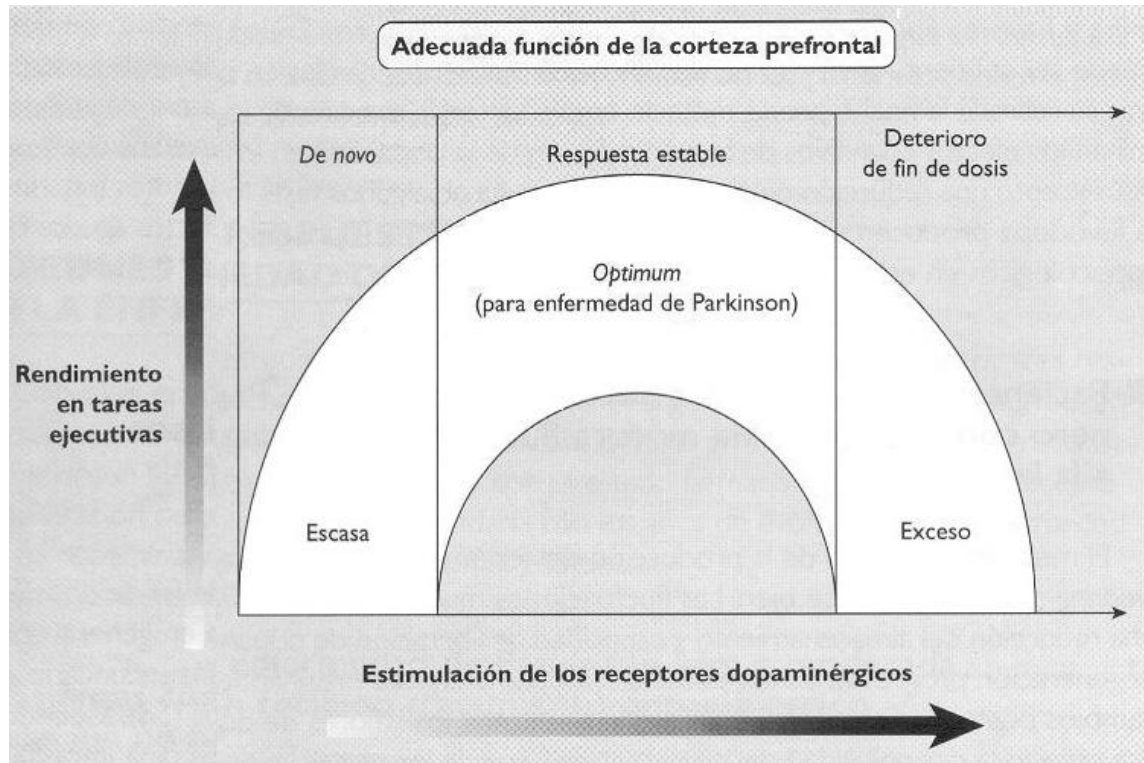 Adecuada función de la corteza prefrontal
De novo
Respuesta estable
Deterioro
de fin de dosis
Optimum
(para enfermedad de Parkinson)
Rendimiento
en tareas
ejecutivas
Escasa
Exceso
Estimulación de los receptores dopaminérgicos